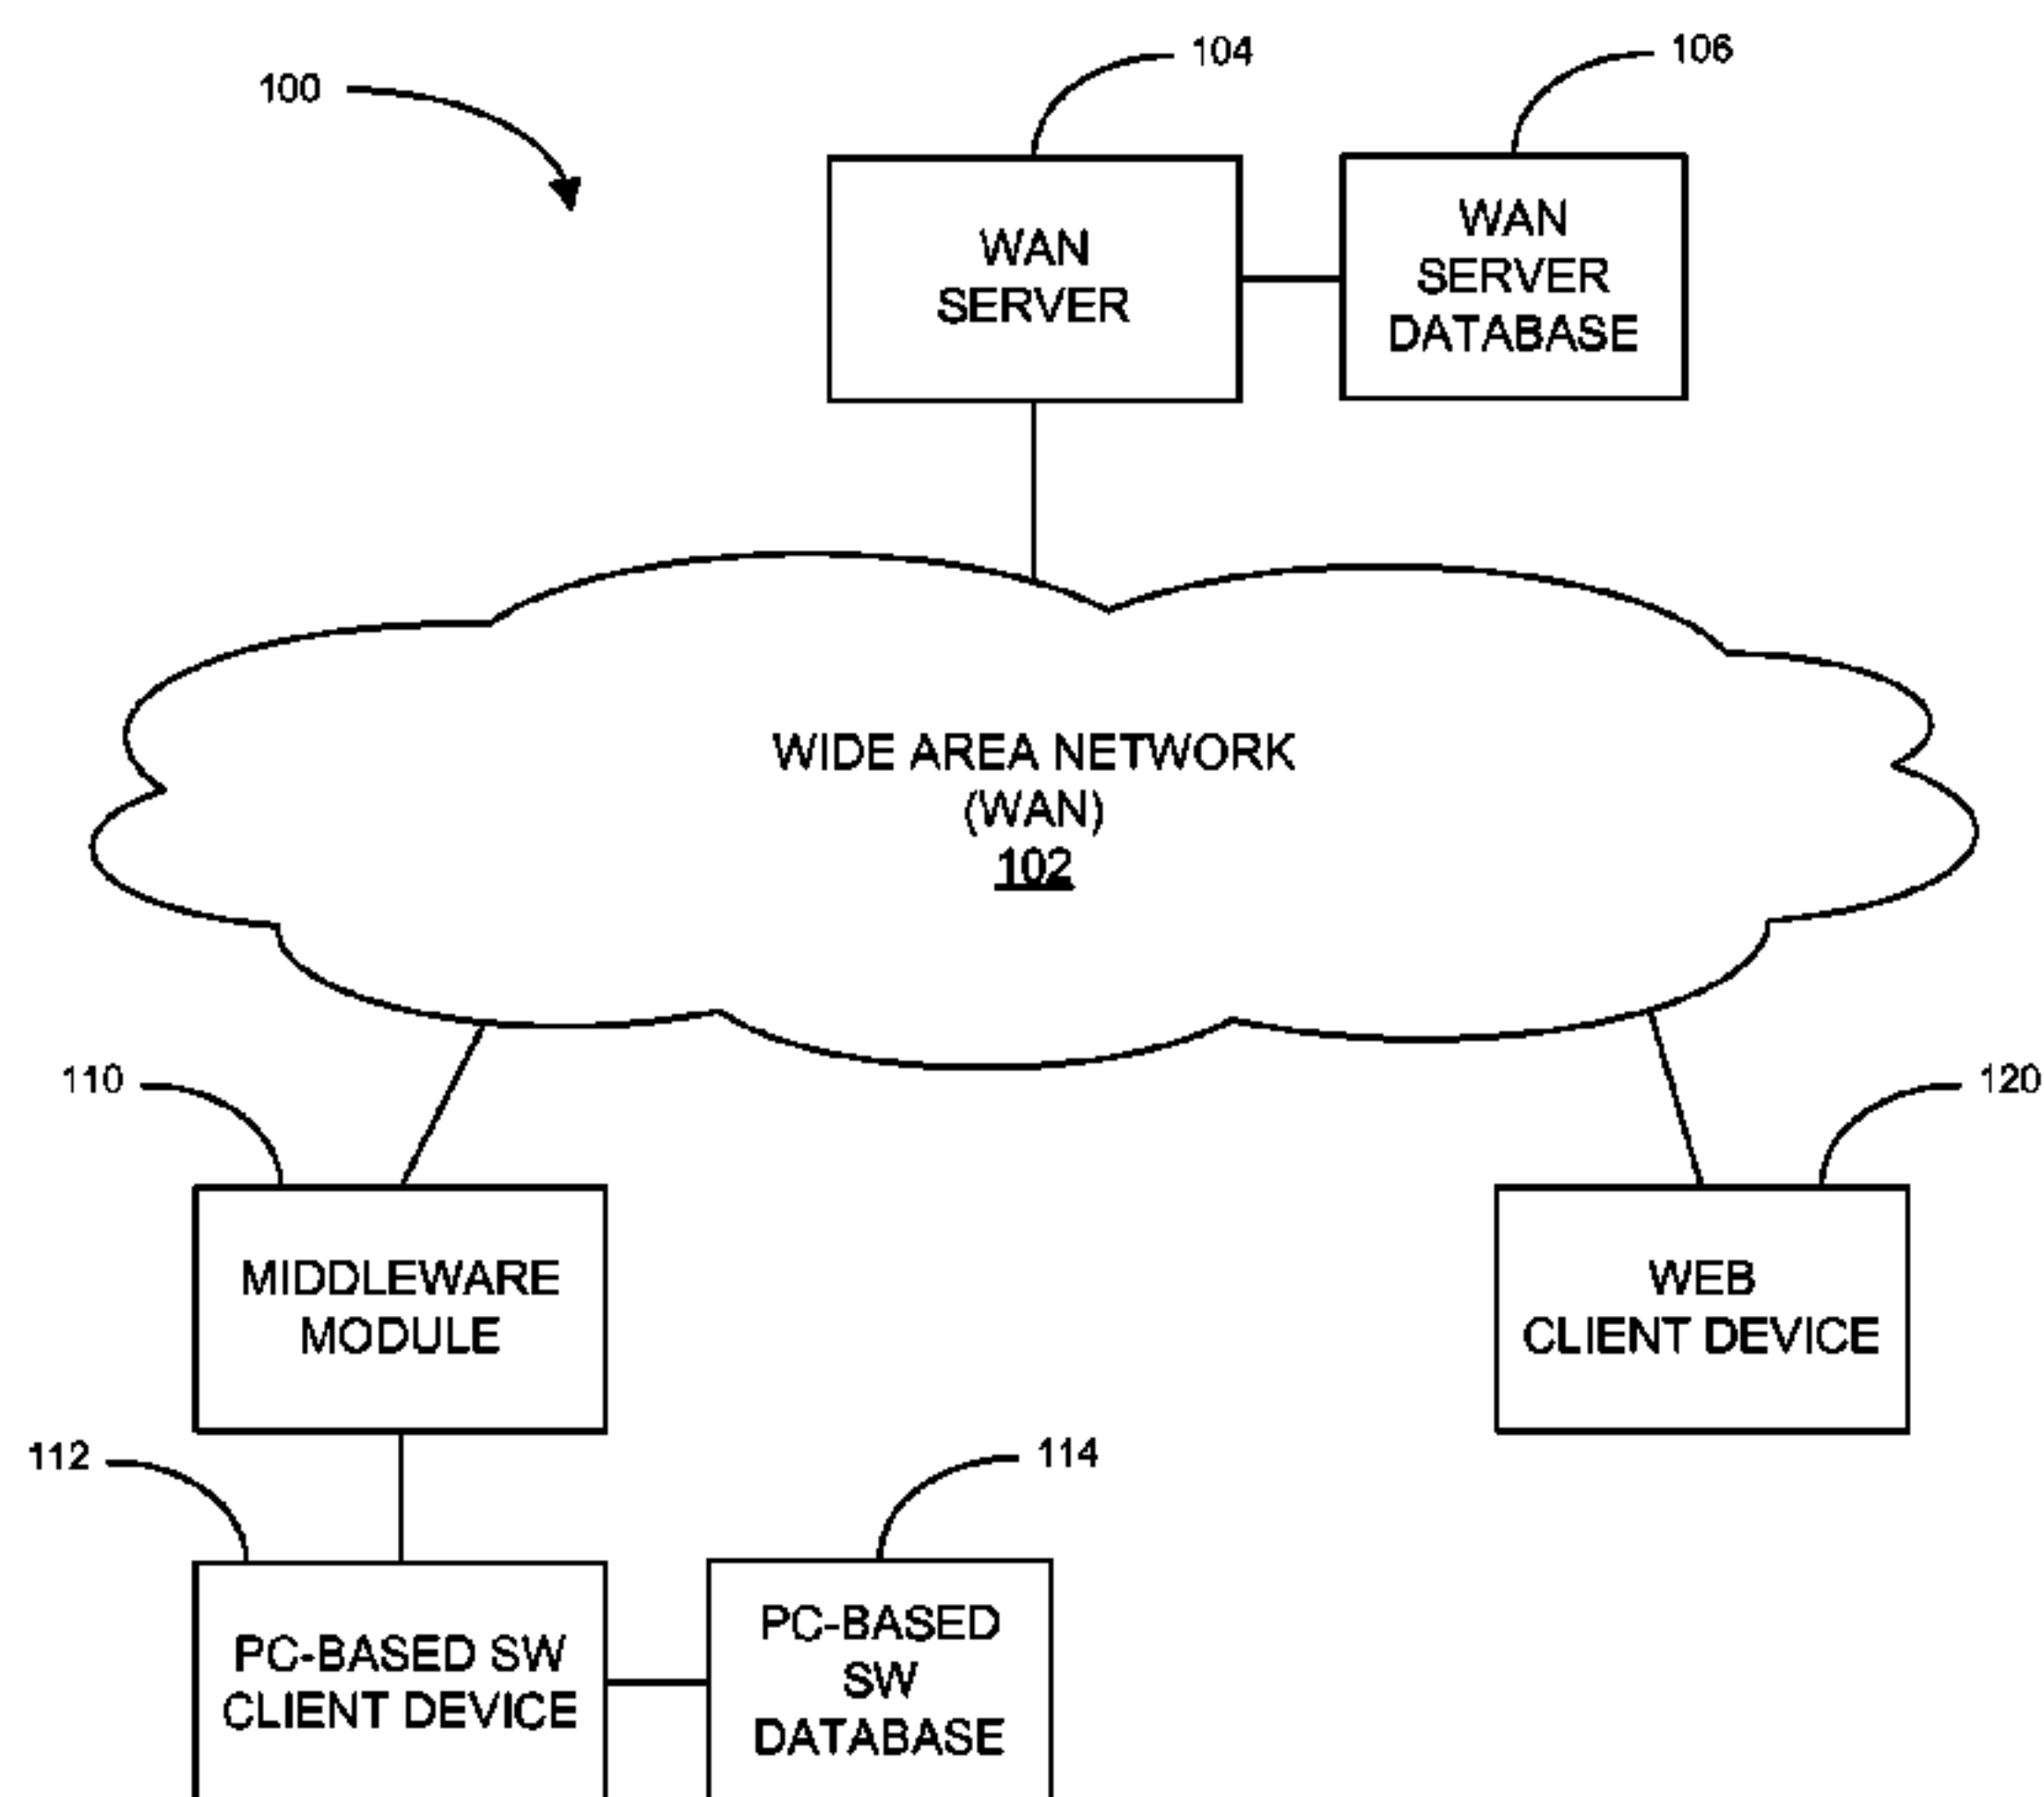 100
104
106
WAN
SERVER
WAN
SERVER
DATABASE
WIDE AREA NETWORK
(WAN)
102
110
120
MIDDLEWARE
MODULE
WEB
CLIENT DEVICE
112
114
PC-BASED SW
CLIENT DEVICE
PC-BASED
SW
DATABASE